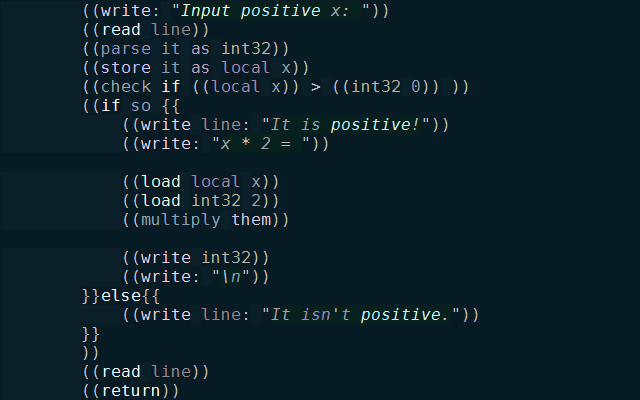 ((write: "Input positive x: "))
((read line))
((parse it as int32))
((store it as local x))
((check if ((local x)) > ((int32 0)) ))
((if so {{
((write line: "It is positive!"))
((write: "x * 2 = "))
((load local x))
((load int32 2))
((multiply them))
((write int32))
((write: "\n"))
}}else{{
((write line: "It isn't positive."))
}}
))
((read line))
((return))